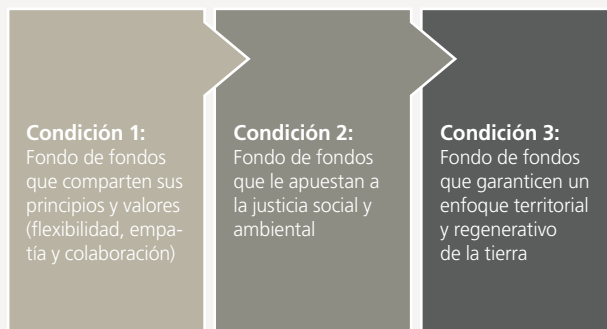 Condición 1:
Fondo de fondos
que comparten sus
principios y valores
(flexibilidad, empa-
tía y colaboración)
Condición 2:
Fondo de fondos
que le apuestan a
la justicia social y
ambiental
Condición 3:
Fondo de fondos
que garanticen un
enfoque territorial
y regenerativo
de la tierra